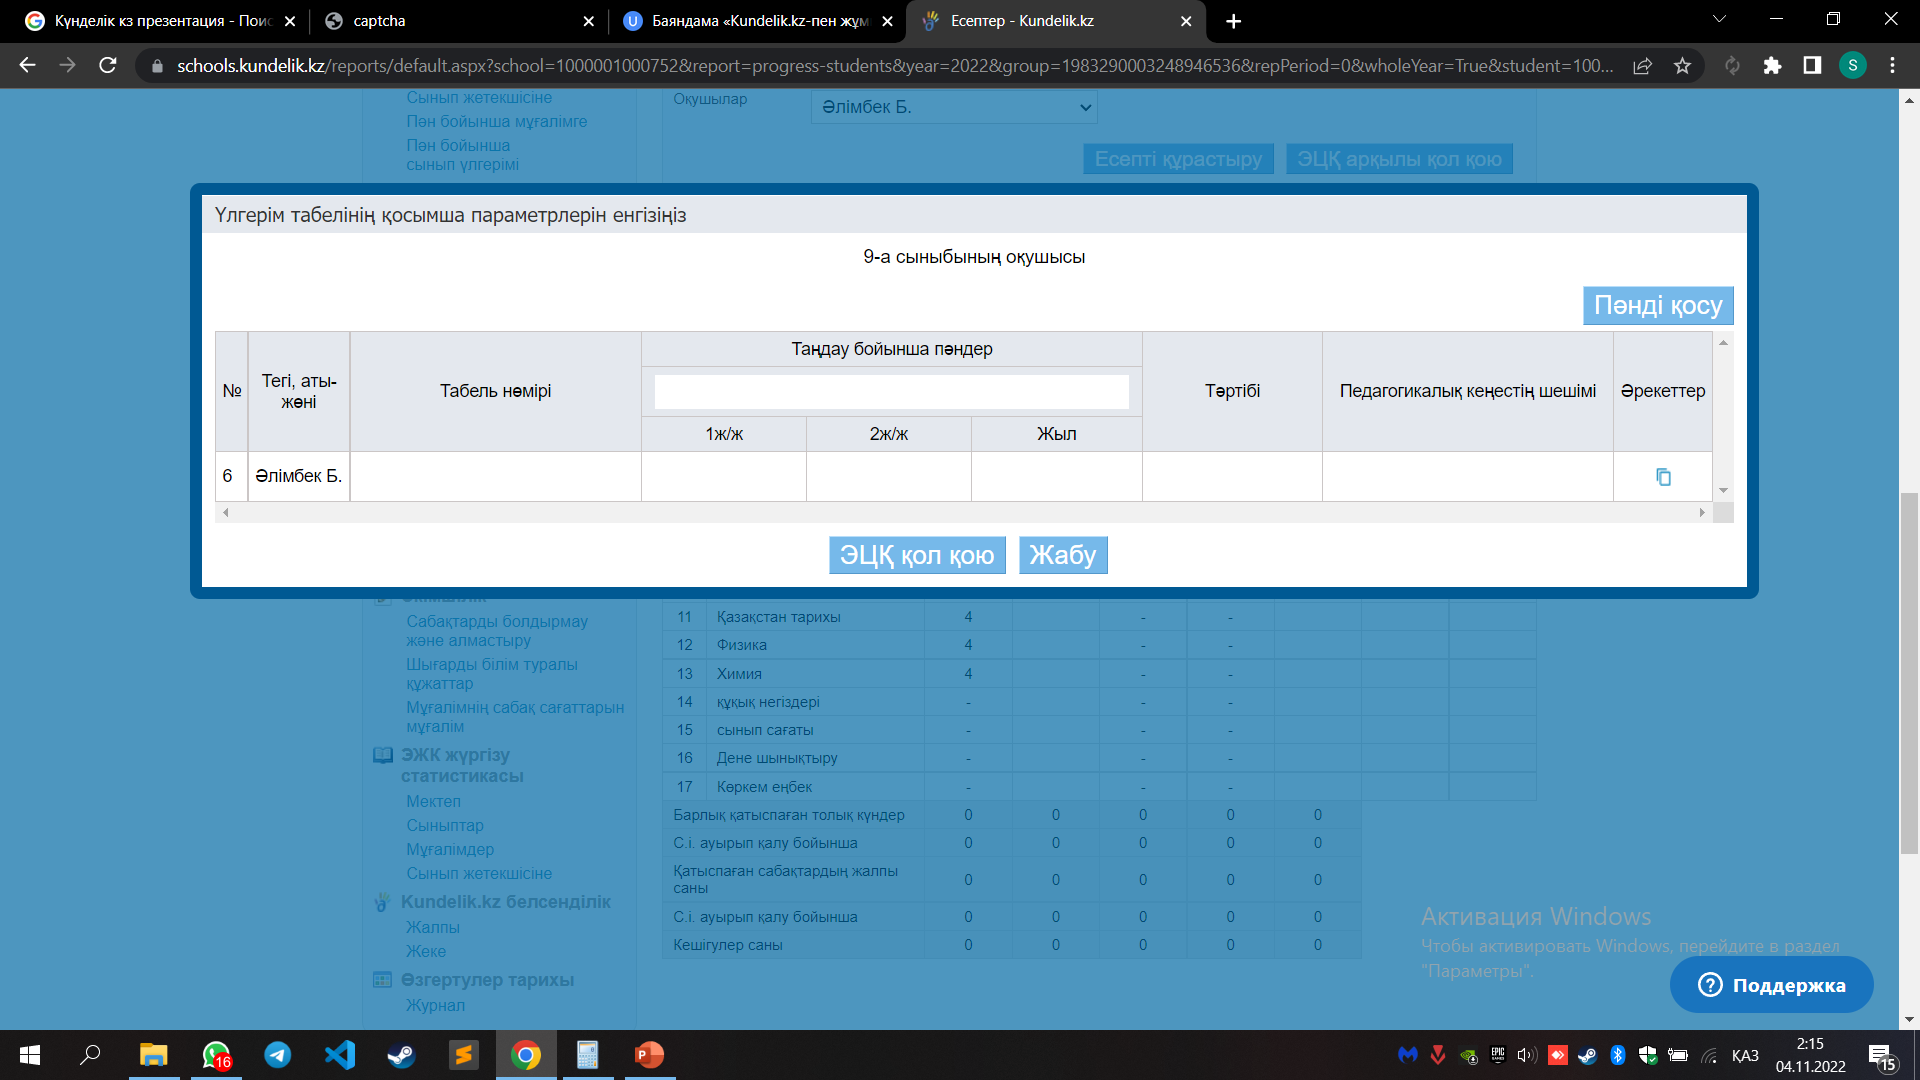 Күнделік кз презентация - Поис
captcha
Баяндама «Kundelik.kz-пен жұм
Есептер - Kundelik.kz
schools.kundelik.kz/reports/default.aspx?school=1000001000752&report=progress-students&year=2022&group=1983290003248946536&repPeriod=0&wholeYear=True&student=100...
S
Сынып жетекшісіне
Пән бойынша мұғалімге
Пән бойынша
сынып үлгерімі
Оқушылар
Әлімбек Б.
Есепті құрастыру
ЭЦҚ арқылы қол қою
Үлгерім табелінің қосымша параметрлерін енгізіңіз
9-а сыныбының оқушысы
Пәнді қосу
№
Тегі, аты-
жөні
Табель нөмірі
Таңдау бойынша пәндер
1ж/ж 2ж/ж Жыл
Тәртібі
Педагогикалық кеңестің шешімі
Әрекеттер
6 Әлімбек Б.
ЭЦҚ қол қою
Жабу
Сабақтарды болдырмау
және алмастыру
Шығарды білім туралы
құжаттар
Мұғалімнің сабақ сағаттарын
мұғалім
ЭЖК жүргізу
статистикасы
Мектеп
Сыныптар
Мұғалімдер
Сынып жетекшісіне
Kundelik.kz белсенділік
Жалпы
Жеке
Өзгертулер тарихы
Журнал
11 Қазақстан тарихы 4 - -
12 Физика 4 - -
13 Химия 4 - -
14 құқық негіздері - - -
15 сынып сағаты - - -
16 Дене шынықтыру - - -
17 Көркем еңбек - - -
Барлық қатыспаған толық күндер 0 0 0 0 0
С.і. ауырып қалу бойынша 0 0 0 0 0
Қатыспаған сабақтардың жалпы
саны 0 0 0 0 0
С.і. ауырып қалу бойынша 0 0 0 0 0
Кешігулер саны 0 0 0 0 0
Активация Windows
Чтобы активировать Windows, перейдите в раздел
"Параметры".
Поддержка
16
EPIC
ҚАЗ
2:15
04.11.2022
15